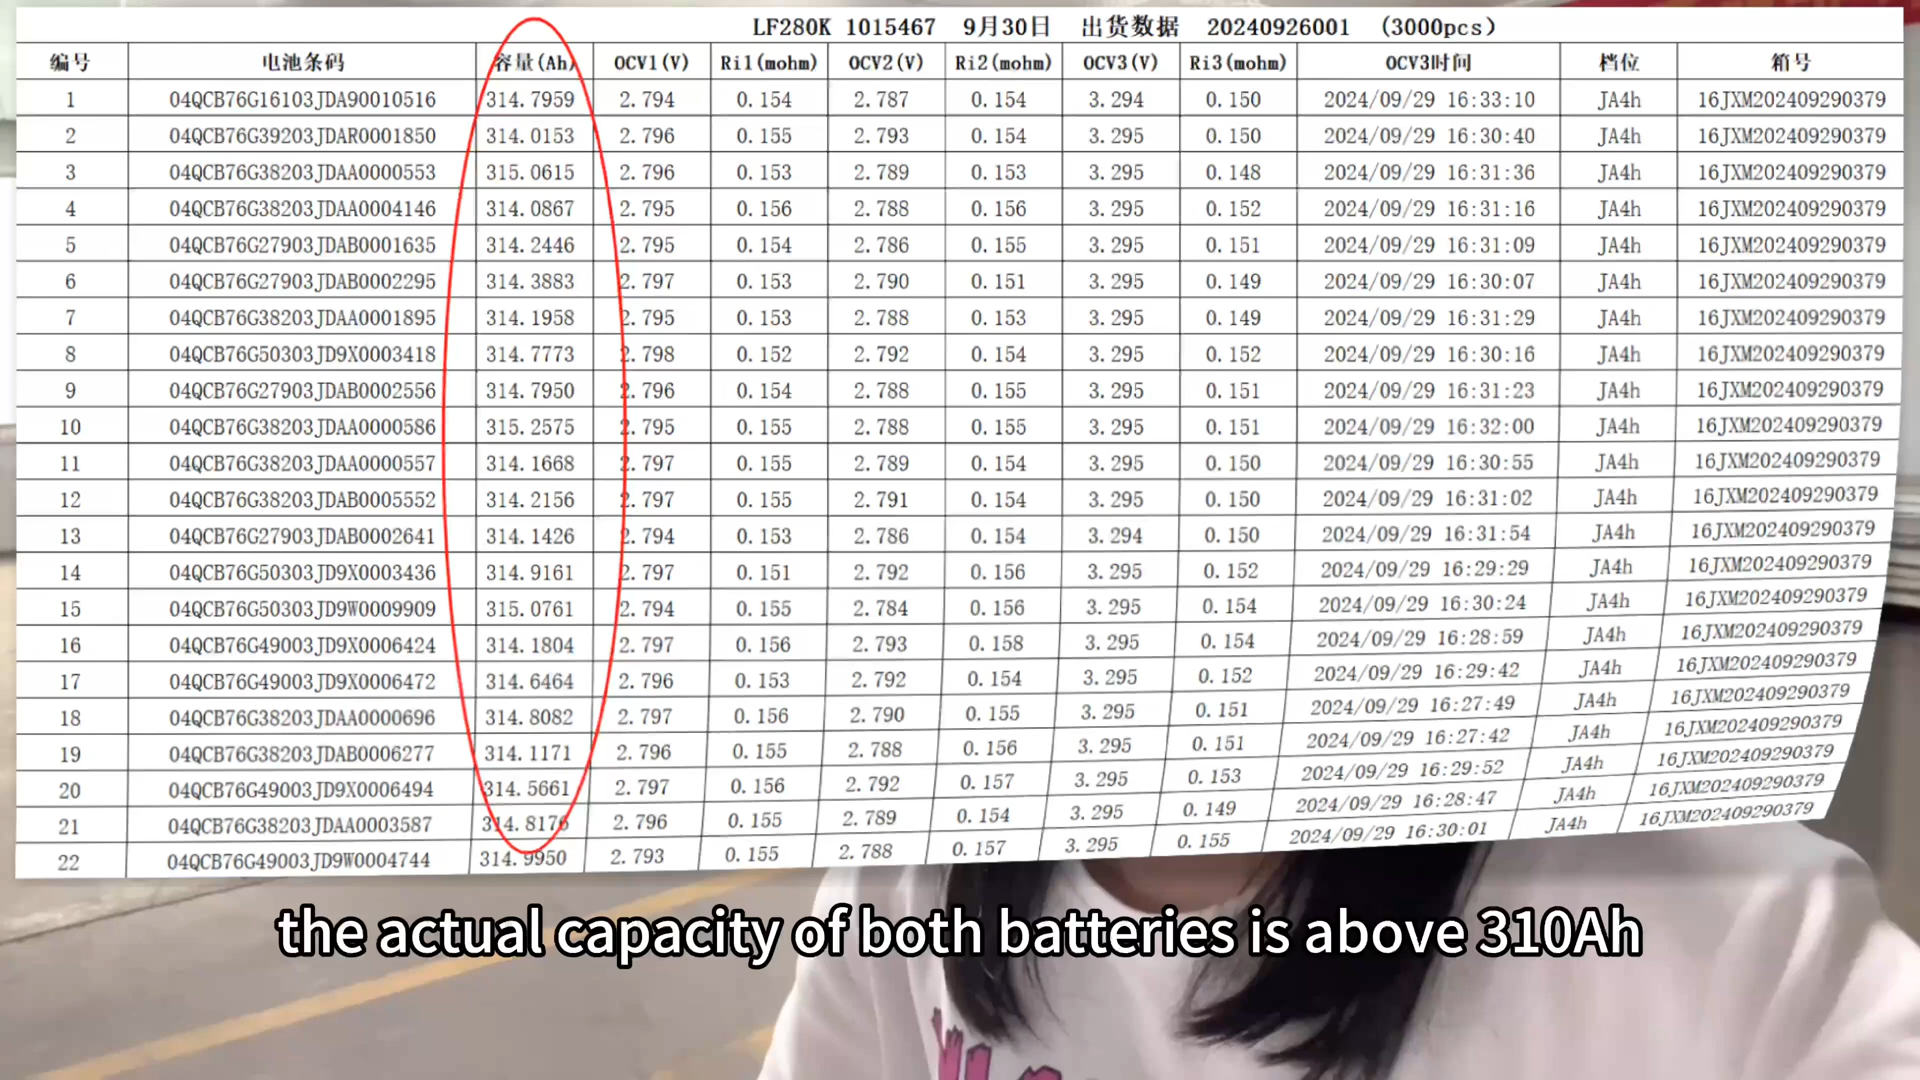 LF280K 1015467 9月30日 出货数据 20240926001 (3000pcs)
编号 电池条码 容量(Ah) OCV1(V) Ri1(mohm) OCV2(V) Ri2(mohm) OCV3(V) Ri3(mohm) OCV3时间 档位 箱号
1 04QCB76G16103JDA90010516 314.7959 2.794 0.154 2.787 0.154 3.294 0.150 2024/09/29 16:33:10 JA4h 16JXM202409290379
2 04QCB76G39203JDAR0001850 314.0153 2.796 0.155 2.793 0.154 3.295 0.150 2024/09/29 16:30:40 JA4h 16JXM202409290379
3 04QCB76G38203JDAA0000553 315.0615 2.796 0.153 2.789 0.153 3.295 0.148 2024/09/29 16:31:36 JA4h 16JXM202409290379
4 04QCB76G38203JDAA0004146 314.0867 2.795 0.156 2.788 0.156 3.295 0.152 2024/09/29 16:31:16 JA4h 16JXM202409290379
5 04QCB76G27903JDAB0001635 314.2446 2.795 0.154 2.786 0.155 3.295 0.151 2024/09/29 16:31:09 JA4h 16JXM202409290379
6 04QCB76G27903JDAB0002295 314.3883 2.797 0.153 2.790 0.151 3.295 0.149 2024/09/29 16:30:07 JA4h 16JXM202409290379
7 04QCB76G38203JDAA0001895 314.1958 2.795 0.153 2.788 0.153 3.295 0.149 2024/09/29 16:31:29 JA4h 16JXM202409290379
8 04QCB76G50303JD9X0003418 314.7773 2.798 0.152 2.792 0.154 3.295 0.152 2024/09/29 16:30:16 JA4h 16JXM202409290379
9 04QCB76G27903JDAB0002556 314.7950 2.796 0.154 2.788 0.155 3.295 0.151 2024/09/29 16:31:23 JA4h 16JXM202409290379
10 04QCB76G38203JDAA0000586 315.2575 2.795 0.155 2.788 0.155 3.295 0.151 2024/09/29 16:32:00 JA4h 16JXM202409290379
11 04QCB76G38203JDAA0000557 314.1668 2.797 0.155 2.789 0.154 3.295 0.150 2024/09/29 16:30:55 JA4h 16JXM202409290379
12 04QCB76G38203JDAB0005552 314.2156 2.797 0.155 2.791 0.154 3.295 0.150 2024/09/29 16:31:02 JA4h 16JXM202409290379
13 04QCB76G27903JDAB0002641 314.1426 2.794 0.153 2.786 0.154 3.294 0.150 2024/09/29 16:31:54 JA4h 16JXM202409290379
14 04QCB76G50303JD9X0003436 314.9161 2.797 0.151 2.792 0.156 3.295 0.152 2024/09/29 16:29:29 JA4h 16JXM202409290379
15 04QCB76G50303JD9W0009909 315.0761 2.794 0.155 2.784 0.156 3.295 0.154 2024/09/29 16:30:24 JA4h 16JXM202409290379
16 04QCB76G49003JD9X0006424 314.1804 2.797 0.156 2.793 0.158 3.295 0.154 2024/09/29 16:28:59 JA4h 16JXM202409290379
17 04QCB76G49003JD9X0006472 314.6464 2.796 0.153 2.792 0.154 3.295 0.152 2024/09/29 16:29:42 JA4h 16JXM202409290379
18 04QCB76G38203JDAA0000696 314.8082 2.797 0.156 2.790 0.155 3.295 0.151 2024/09/29 16:27:49 JA4h 16JXM202409290379
19 04QCB76G38203JDAB0006277 314.1171 2.796 0.155 2.788 0.156 3.295 0.151 2024/09/29 16:27:42 JA4h 16JXM202409290379
20 04QCB76G49003JD9X0006494 314.5661 2.797 0.156 2.792 0.157 3.295 0.153 2024/09/29 16:29:52 JA4h 16JXM202409290379
21 04QCB76G38203JDAA0003587 314.8176 2.796 0.155 2.789 0.154 3.295 0.149 2024/09/29 16:28:47 JA4h 16JXM202409290379
22 04QCB76G49003JD9W0004744 314.9950 2.793 0.155 2.788 0.157 3.295 0.155 2024/09/29 16:30:01 JA4h 16JXM202409290379
the actual capacity of both batteries is above 310Ah